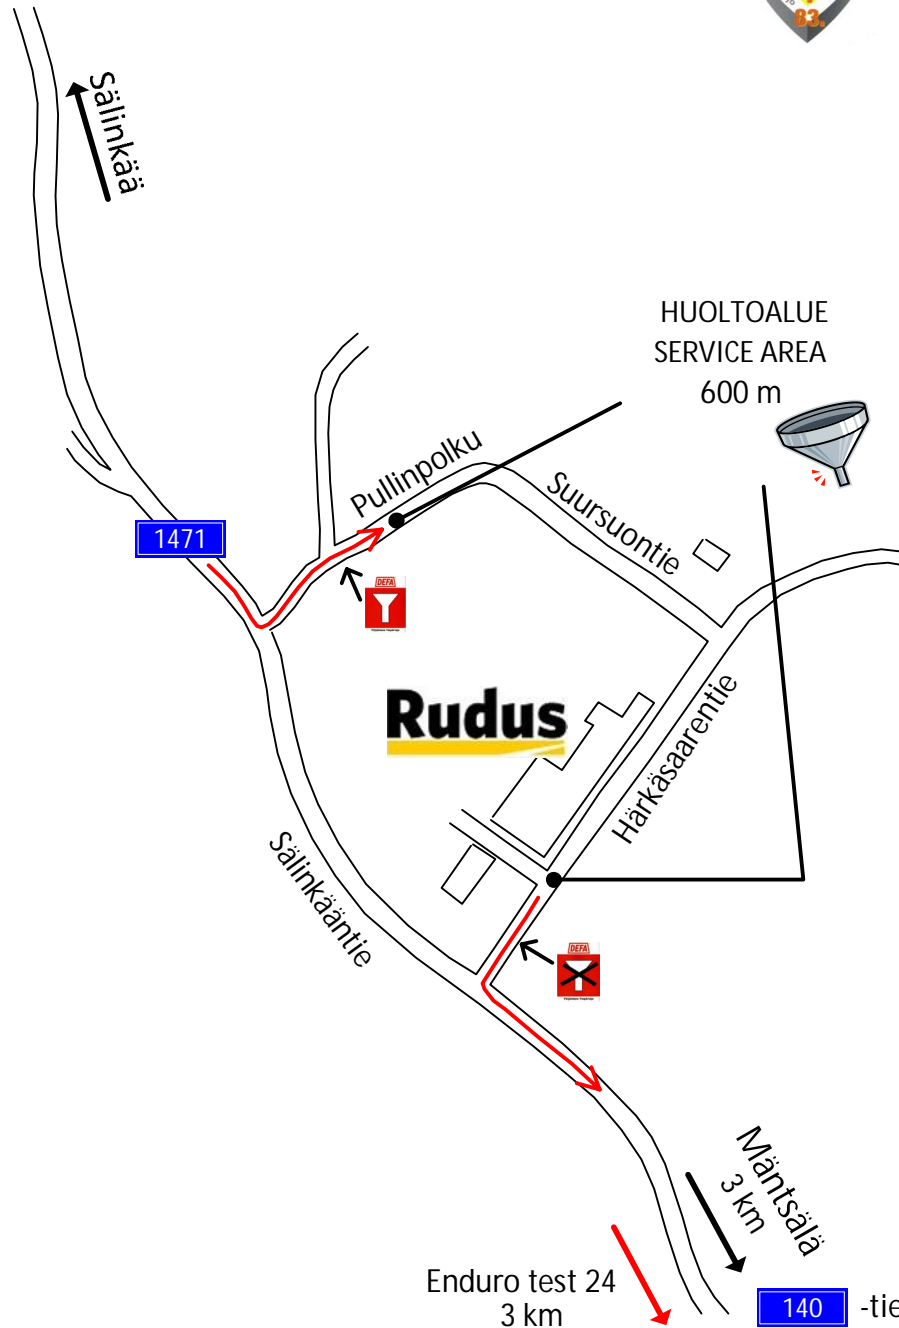 83.
Sälinkää
HUOLTOALUE
SERVICE AREA
600 m
Pullinpolku
Suursuontie
1471
DEFA
Rudus
Härkäsaarentie
Sälinkääntie
DEFA
Mäntsälä
3 km
Enduro test 24
3 km
140 -tie